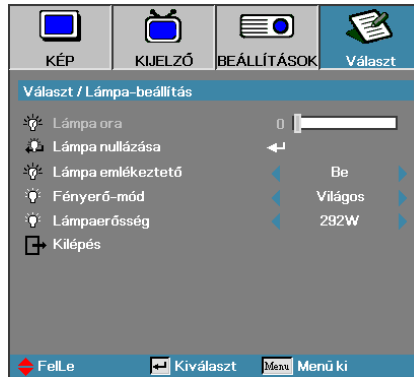 KÉP KIJELZŐ BEÁLLÍTÁSOK Választ
Választ / Lámpa-beállítás
Lámpa ora 0
Lámpa nullázása
Lámpa emlékeztető Be
Fényerő-mód Világos
Lámpaerősség 292W
Kilépés
FelLe Kiválaszt Menu Menü ki